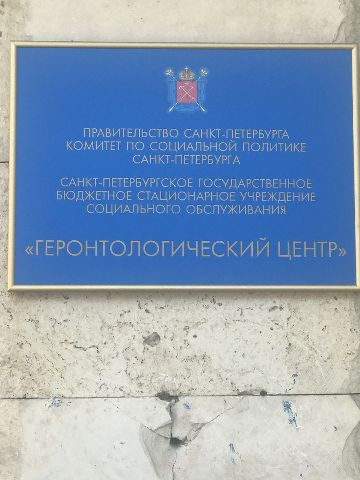 ПРАВИТЕЛЬСТВО САНКТ-ПЕТЕРБУРГА
КОМИТЕТ ПО СОЦИАЛЬНОЙ ПОЛИТИКЕ
САНКТ-ПЕТЕРБУРГА
САНКТ-ПЕТЕРБУРГСКОЕ ГОСУДАРСТВЕННОЕ
БЮДЖЕТНОЕ СТАЦИОНАРНОЕ УЧРЕЖДЕНИЕ
СОЦИАЛЬНОГО ОБСЛУЖИВАНИЯ
«ГЕРОНТОЛОГИЧЕСКИЙ ЦЕНТР»